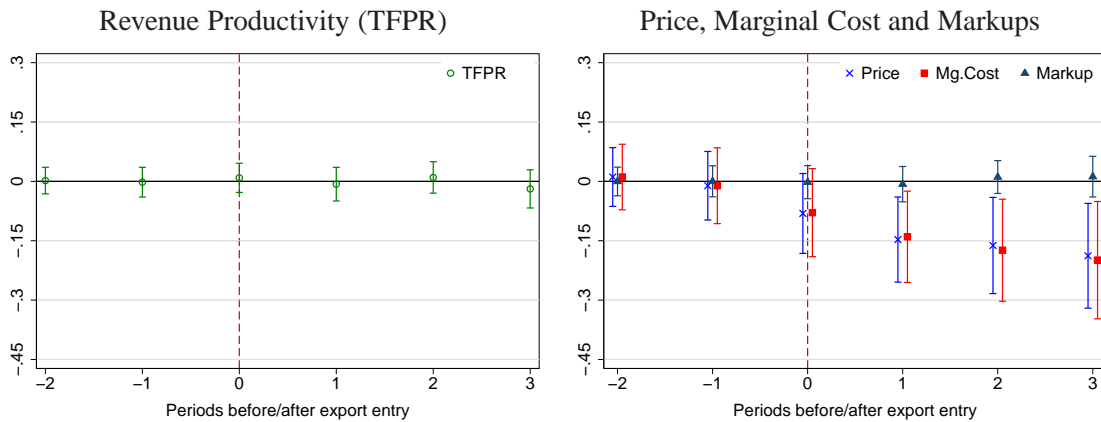 Revenue Productivity (TFPR)
TFPR
.3
.15
0
-.15
-.3
-.45
-2 -1 0 1 2 3
Periods before/after export entry
Price, Marginal Cost and Markups
Price Mg.Cost Markup
.3
.15
0
-.15
-.3
-.45
-2 -1 0 1 2 3
Periods before/after export entry